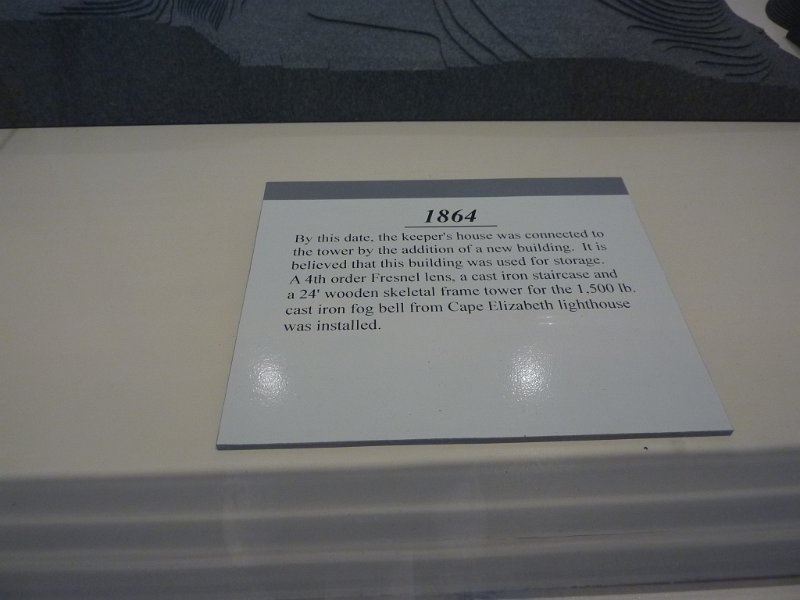 1864
By this date, the keeper's house was connected to
the tower by the addition of a new building. It is
believed that this building was used for storage.
A 4th order Fresnel lens, a cast iron staircase and
a 24' wooden skeletal frame tower for the 1,500 lb.
cast iron fog bell from Cape Elizabeth lighthouse
was installed.